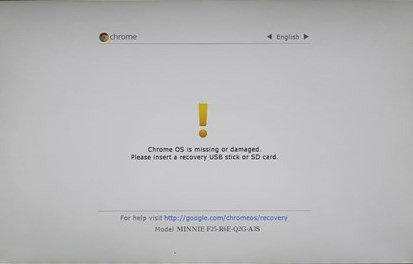 chrome
◀ English ▶
Chrome OS is missing or damaged.
Please insert a recovery USB stick or SD card.
For help visit http://google.com/chromeos/recovery
Model MINNIE F25-R6E-Q2G-A3S